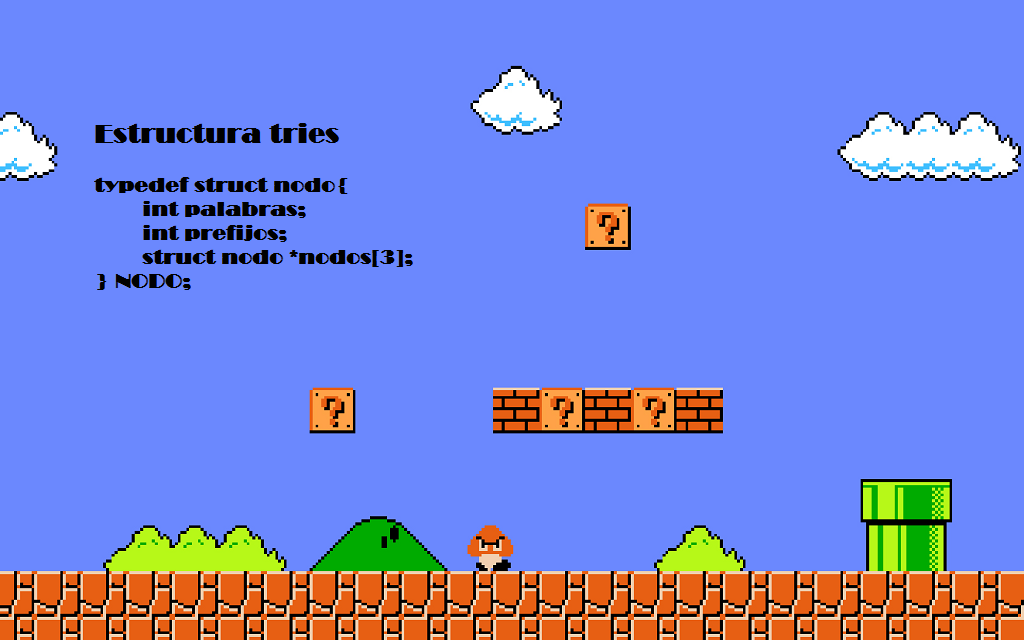 Estructura tries
typedef struct nodo{
int palabras;
int prefijos;
struct nodo *nodos[3];
} NODO;
?
?
?
?